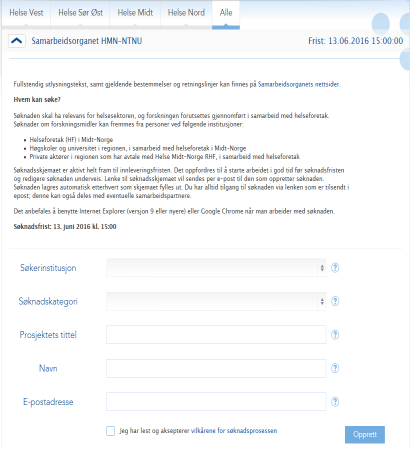 Helse Vest Helse Sør Øst Helse Midt Helse Nord Alle
Samarbeidsorganet HMN-NTNU Frist: 13.06.2016 15:00:00
Fullstendig utlysningstekst, samt gjeldende bestemmelser og retningslinjer kan finnes på Samarbeidsorganets nettsider.
Hvem kan søke?
Søknaden skal ha relevans for helsesektoren, og forskningen forutsettes gjennomført i samarbeid med helseforetak.
Søknader om forskningsmidler kan fremmes fra personer ved følgende institusjoner:
• Helseforetak (HF) i Midt-Norge
• Høgskoler og universitet i regionen, i samarbeid med helseforetak i Midt-Norge
• Private aktører i regionen som har avtale med Helse Midt-Norge RHF, i samarbeid med helseforetak
Søknadsskjemaet er aktivt helt fram til innleveringsfristen. Det oppfordres til å starte arbeidet i god tid før søknadsfristen
og redigere søknaden underveis. Lenke til søknadsskjemaet vil sendes per e-post til den som oppretter søknaden.
Søknaden lagres automatisk etterhvert som skjemaet fylles ut. Du har alltid tilgang til søknaden via lenken som er tilsendt i
epost; denne kan også deles med eventuelle samarbeidspartnere.
Det anbefales å benytte Internet Explorer (versjon 9 eller nyere) eller Google Chrome når man arbeider med søknaden.
Søknadsfrist: 13. juni 2016 kl. 15:00
Søkerinstitusjon ?
Søknadskategori ?
Prosjektets tittel ?
Navn ?
E-postadresse ?
Jeg har lest og aksepterer vilkårene for søknadsprosessen
Opprett